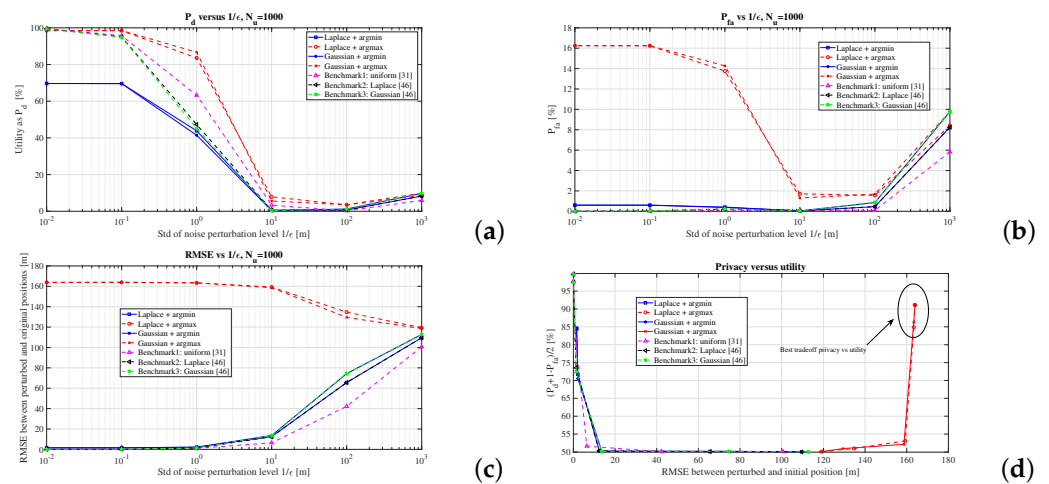 P_d versus 1/ϵ, N_u=1000
Utility as P_d [%]
100
80
60
40
20
0
Laplace + argmin
Laplace + argmax
Gaussian + argmin
Gaussian + argmax
Benchmark1: uniform [31]
Benchmark2: Laplace [46]
Benchmark3: Gaussian [46]
10^-2 10^-1 10^0 10^1 10^2 10^3
Std of noise perturbation level 1/ϵ [m]
(a)
P_fa vs 1/ϵ, N_u=1000
P_fa [%]
18
16
14
12
10
8
6
4
2
0
Laplace + argmin
Laplace + argmax
Gaussian + argmin
Gaussian + argmax
Benchmark1: uniform [31]
Benchmark2: Laplace [46]
Benchmark3: Gaussian [46]
10^-2 10^-1 10^0 10^1 10^2 10^3
Std of noise perturbation level 1/ϵ [m]
(b)
RMSE vs 1/ϵ, N_u=1000
RMSE between perturbed and original positions [m]
180
160
140
120
100
80
60
40
20
0
Laplace + argmin
Laplace + argmax
Gaussian + argmin
Gaussian + argmax
Benchmark1: uniform [31]
Benchmark2: Laplace [46]
Benchmark3: Gaussian [46]
10^-2 10^-1 10^0 10^1 10^2 10^3
Std of noise perturbation level 1/ϵ [m]
(c)
Privacy versus utility
(P_d+1-P_fa)/2 [%]
95
90
85
80
75
70
65
60
55
50
Laplace + argmin
Laplace + argmax
Gaussian + argmin
Gaussian + argmax
Benchmark1: uniform [31]
Benchmark2: Laplace [46]
Benchmark3: Gaussian [46]
Best tradeoff privacy vs utility
0 20 40 60 80 100 120 140 160 180
RMSE between perturbed and initial position [m]
(d)